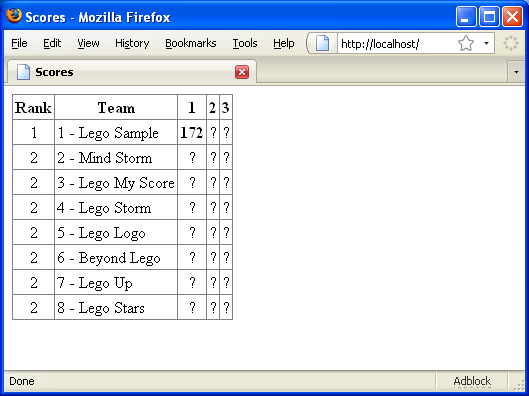 Scores - Mozilla Firefox
File Edit View History Bookmarks Tools Help http://localhost/
Scores
Rank Team 1 2 3
1 1 - Lego Sample 172 ? ?
2 2 - Mind Storm ? ? ?
2 3 - Lego My Score ? ? ?
2 4 - Lego Storm ? ? ?
2 5 - Lego Logo ? ? ?
2 6 - Beyond Lego ? ? ?
2 7 - Lego Up ? ? ?
2 8 - Lego Stars ? ? ?
Done Adblock